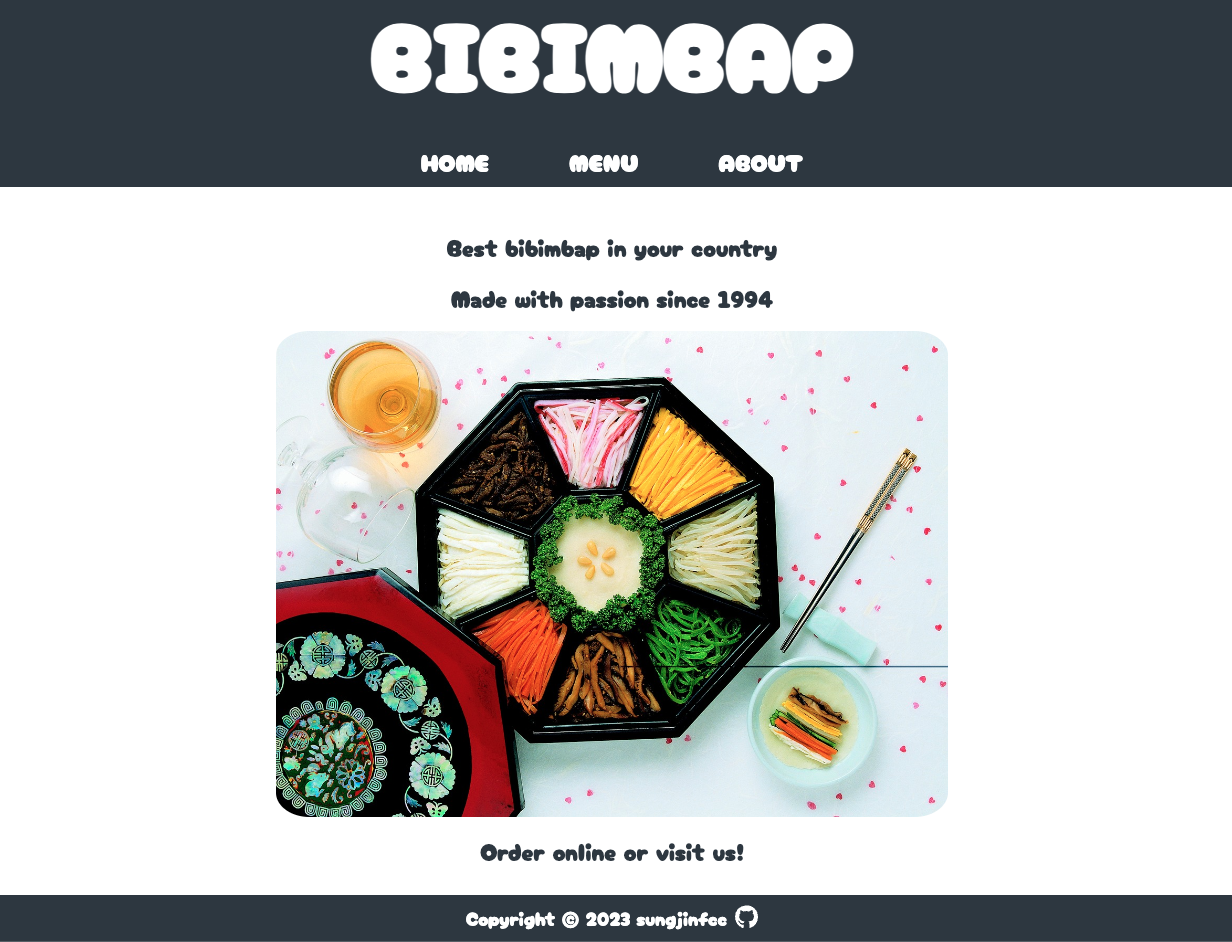 BIBIMBAP
HOME MENU ABOUT
Best bibimbap in your country
Made with passion since 1994
Order online or visit us!
Copyright © 2023 sungjinfcc